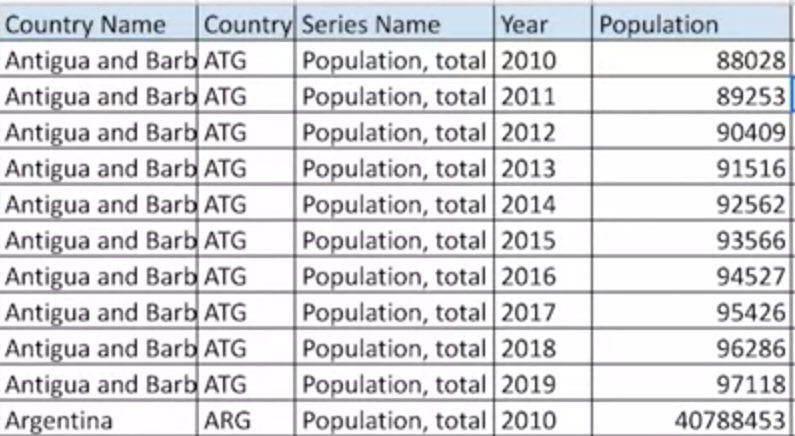 Country Name Country Series Name Year Population
Antigua and Barb ATG Population, total 2010 88028
Antigua and Barb ATG Population, total 2011 89253
Antigua and Barb ATG Population, total 2012 90409
Antigua and Barb ATG Population, total 2013 91516
Antigua and Barb ATG Population, total 2014 92562
Antigua and Barb ATG Population, total 2015 93566
Antigua and Barb ATG Population, total 2016 94527
Antigua and Barb ATG Population, total 2017 95426
Antigua and Barb ATG Population, total 2018 96286
Antigua and Barb ATG Population, total 2019 97118
Argentina ARG Population, total 2010 40788453